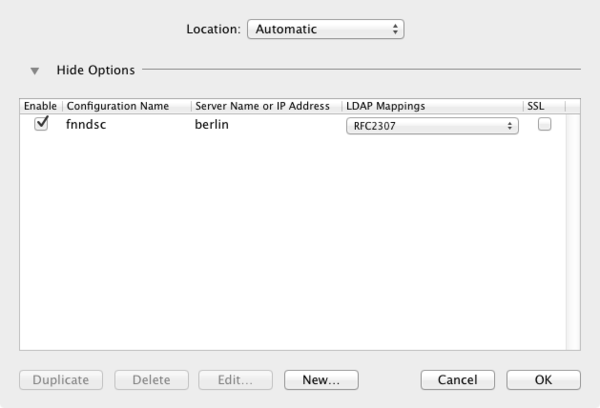 Location: Automatic
Hide Options
Enable Configuration Name Server Name or IP Address LDAP Mappings SSL
fnndsc berlin RFC2307
Duplicate Delete Edit... New... Cancel OK